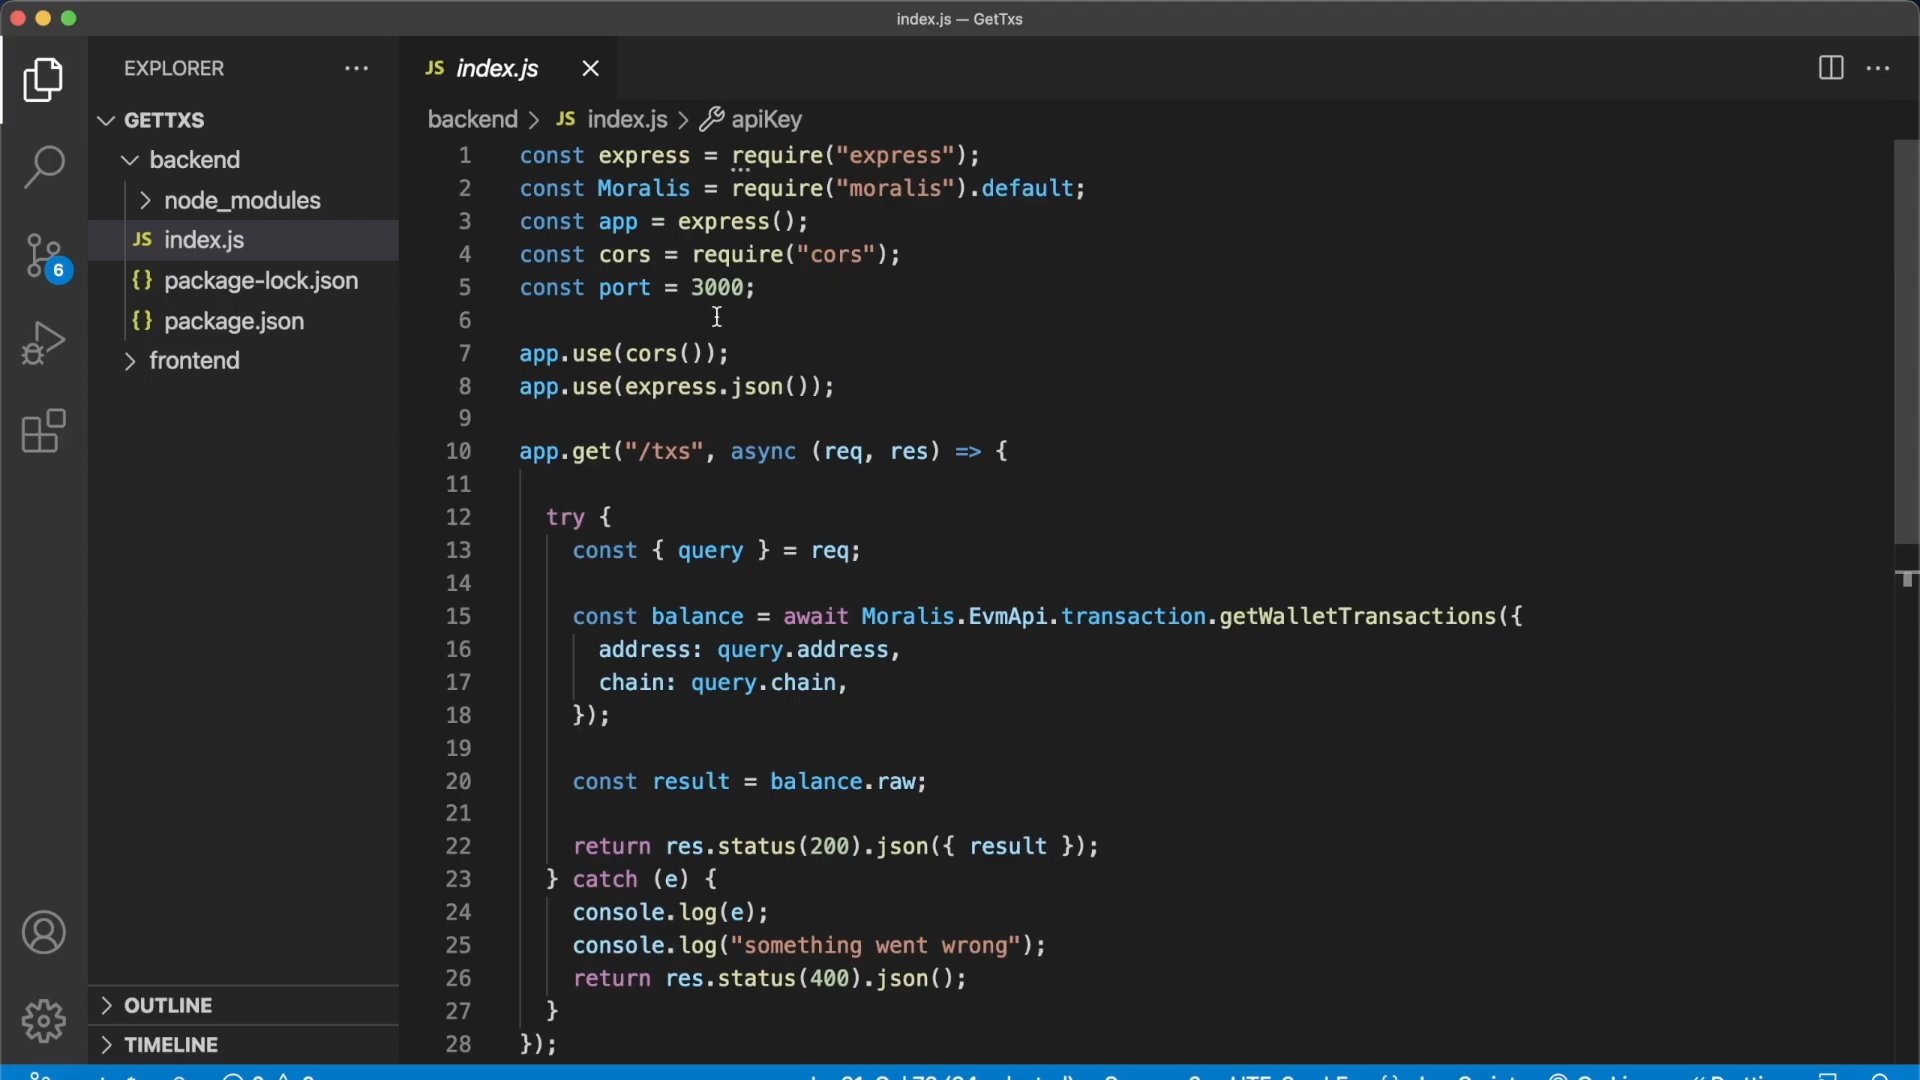 index.js — GetTxs
EXPLORER
JS index.js
GETTXS
backend > JS index.js > apiKey
backend
node_modules
JS index.js
{} package-lock.json
{} package.json
frontend
6
1 const express = require("express");
2 const Moralis = require("moralis").default;
3 const app = express();
4 const cors = require("cors");
5 const port = 3000;
6
7 app.use(cors());
8 app.use(express.json());
9
10 app.get("/txs", async (req, res) => {
11
12 try {
13 const { query } = req;
14
15 const balance = await Moralis.EvmApi.transaction.getWalletTransactions({
16 address: query.address,
17 chain: query.chain,
18 });
19
20 const result = balance.raw;
21
22 return res.status(200).json({ result });
23 } catch (e) {
24 console.log(e);
25 console.log("something went wrong");
26 return res.status(400).json();
27 }
28 });
OUTLINE
TIMELINE